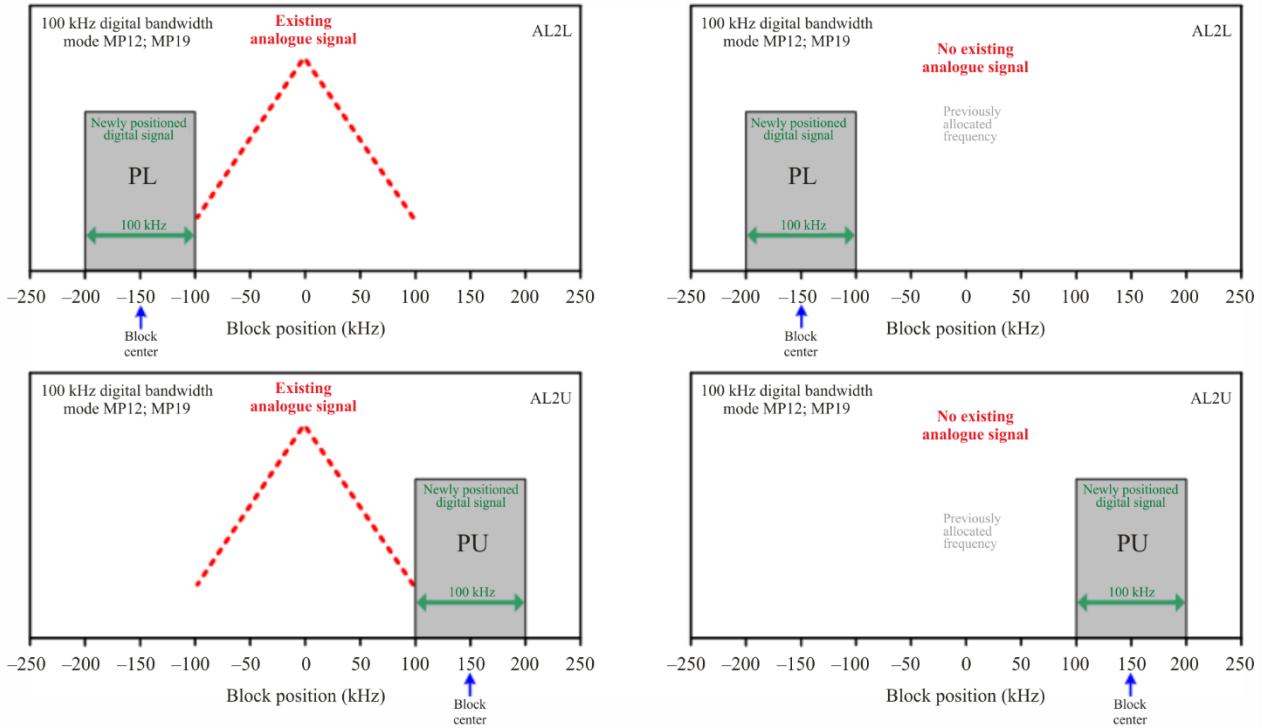 100 kHz digital bandwidth
mode MP12; MP19
Existing
analogue signal
AL2L
Newly positioned
digital signal
PL
100 kHz
–250 –200 –150 –100 –50 0 50 100 150 200 250
Block position (kHz)
Block
center
100 kHz digital bandwidth
mode MP12; MP19
No existing
analogue signal
AL2L
Previously
allocated
frequency
Newly positioned
digital signal
PL
100 kHz
–250 –200 –150 –100 –50 0 50 100 150 200 250
Block position (kHz)
Block
center
100 kHz digital bandwidth
mode MP12; MP19
Existing
analogue signal
AL2U
Newly positioned
digital signal
PU
100 kHz
–250 –200 –150 –100 –50 0 50 100 150 200 250
Block position (kHz)
Block
center
100 kHz digital bandwidth
mode MP12; MP19
No existing
analogue signal
AL2U
Previously
allocated
frequency
Newly positioned
digital signal
PU
100 kHz
–250 –200 –150 –100 –50 0 50 100 150 200 250
Block position (kHz)
Block
center